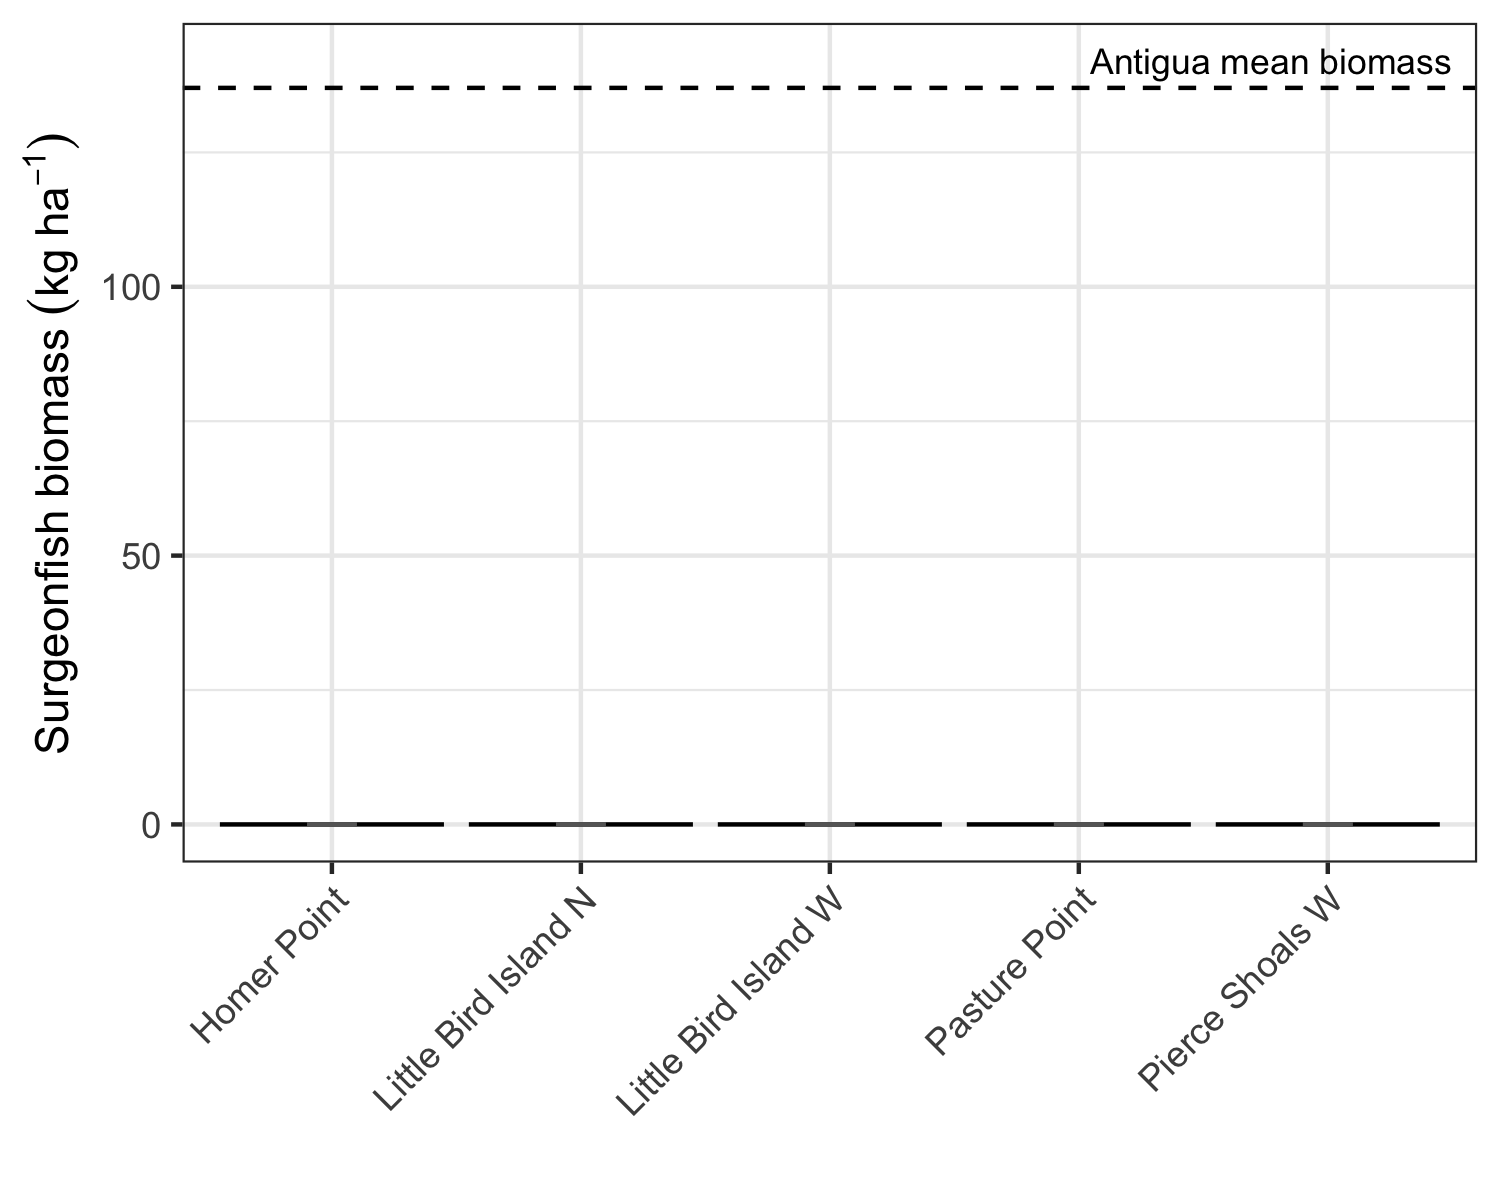 Antigua mean biomass
Surgeonfish biomass (kg ha⁻¹)
100
50
0
Homer Point
Little Bird Island N
Little Bird Island W
Pasture Point
Pierce Shoals W